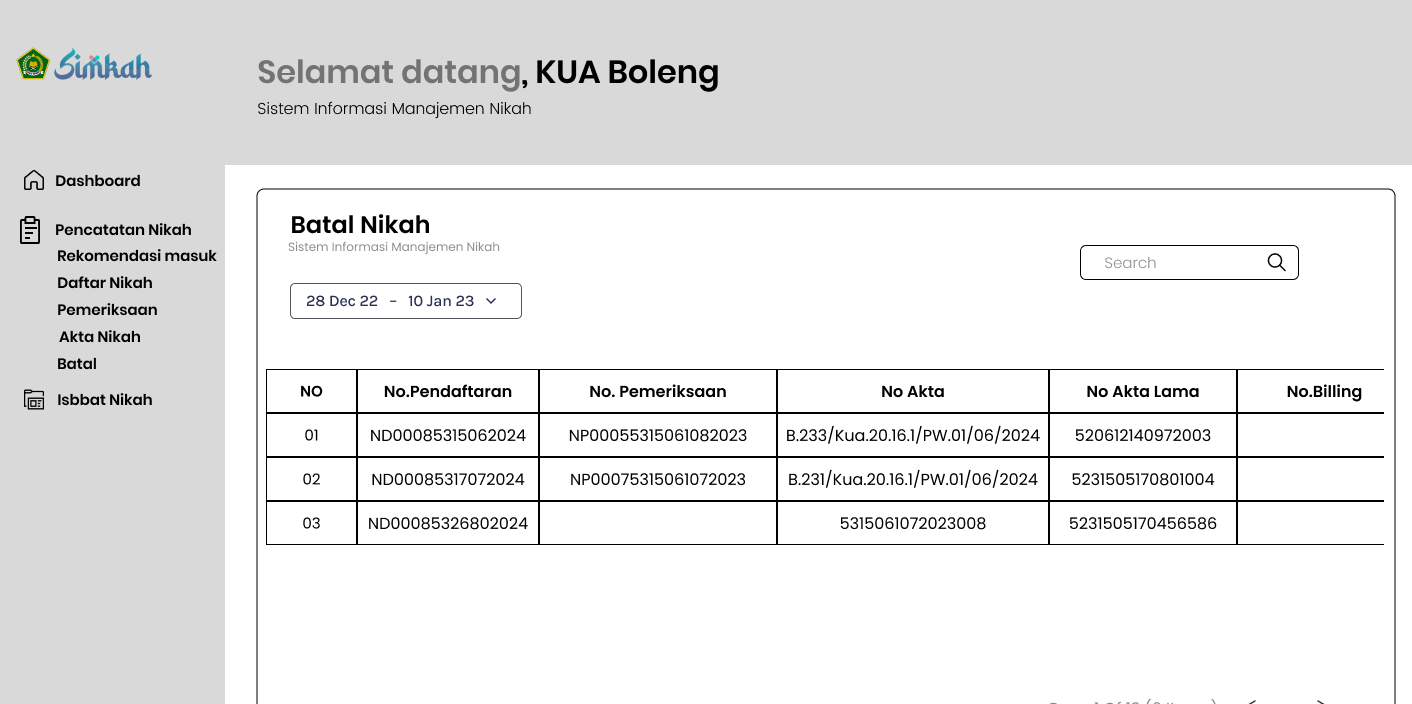 Simkah
Selamat datang, KUA Boleng
Sistem Informasi Manajemen Nikah
Dashboard
Pencatatan Nikah
Rekomendasi masuk
Daftar Nikah
Pemeriksaan
Akta Nikah
Batal
Isbbat Nikah
Batal Nikah
Sistem Informasi Manajemen Nikah
Search
28 Dec 22 - 10 Jan 23
NO No.Pendaftaran No. Pemeriksaan No Akta No Akta Lama No.Billing
01 ND00085315062024 NP00055315061082023 B.233/Kua.20.16.1/PW.01/06/2024 520612140972003
02 ND00085317072024 NP00075315061072023 B.231/Kua.20.16.1/PW.01/06/2024 5231505170801004
03 ND00085326802024 5315061072023008 5231505170456586